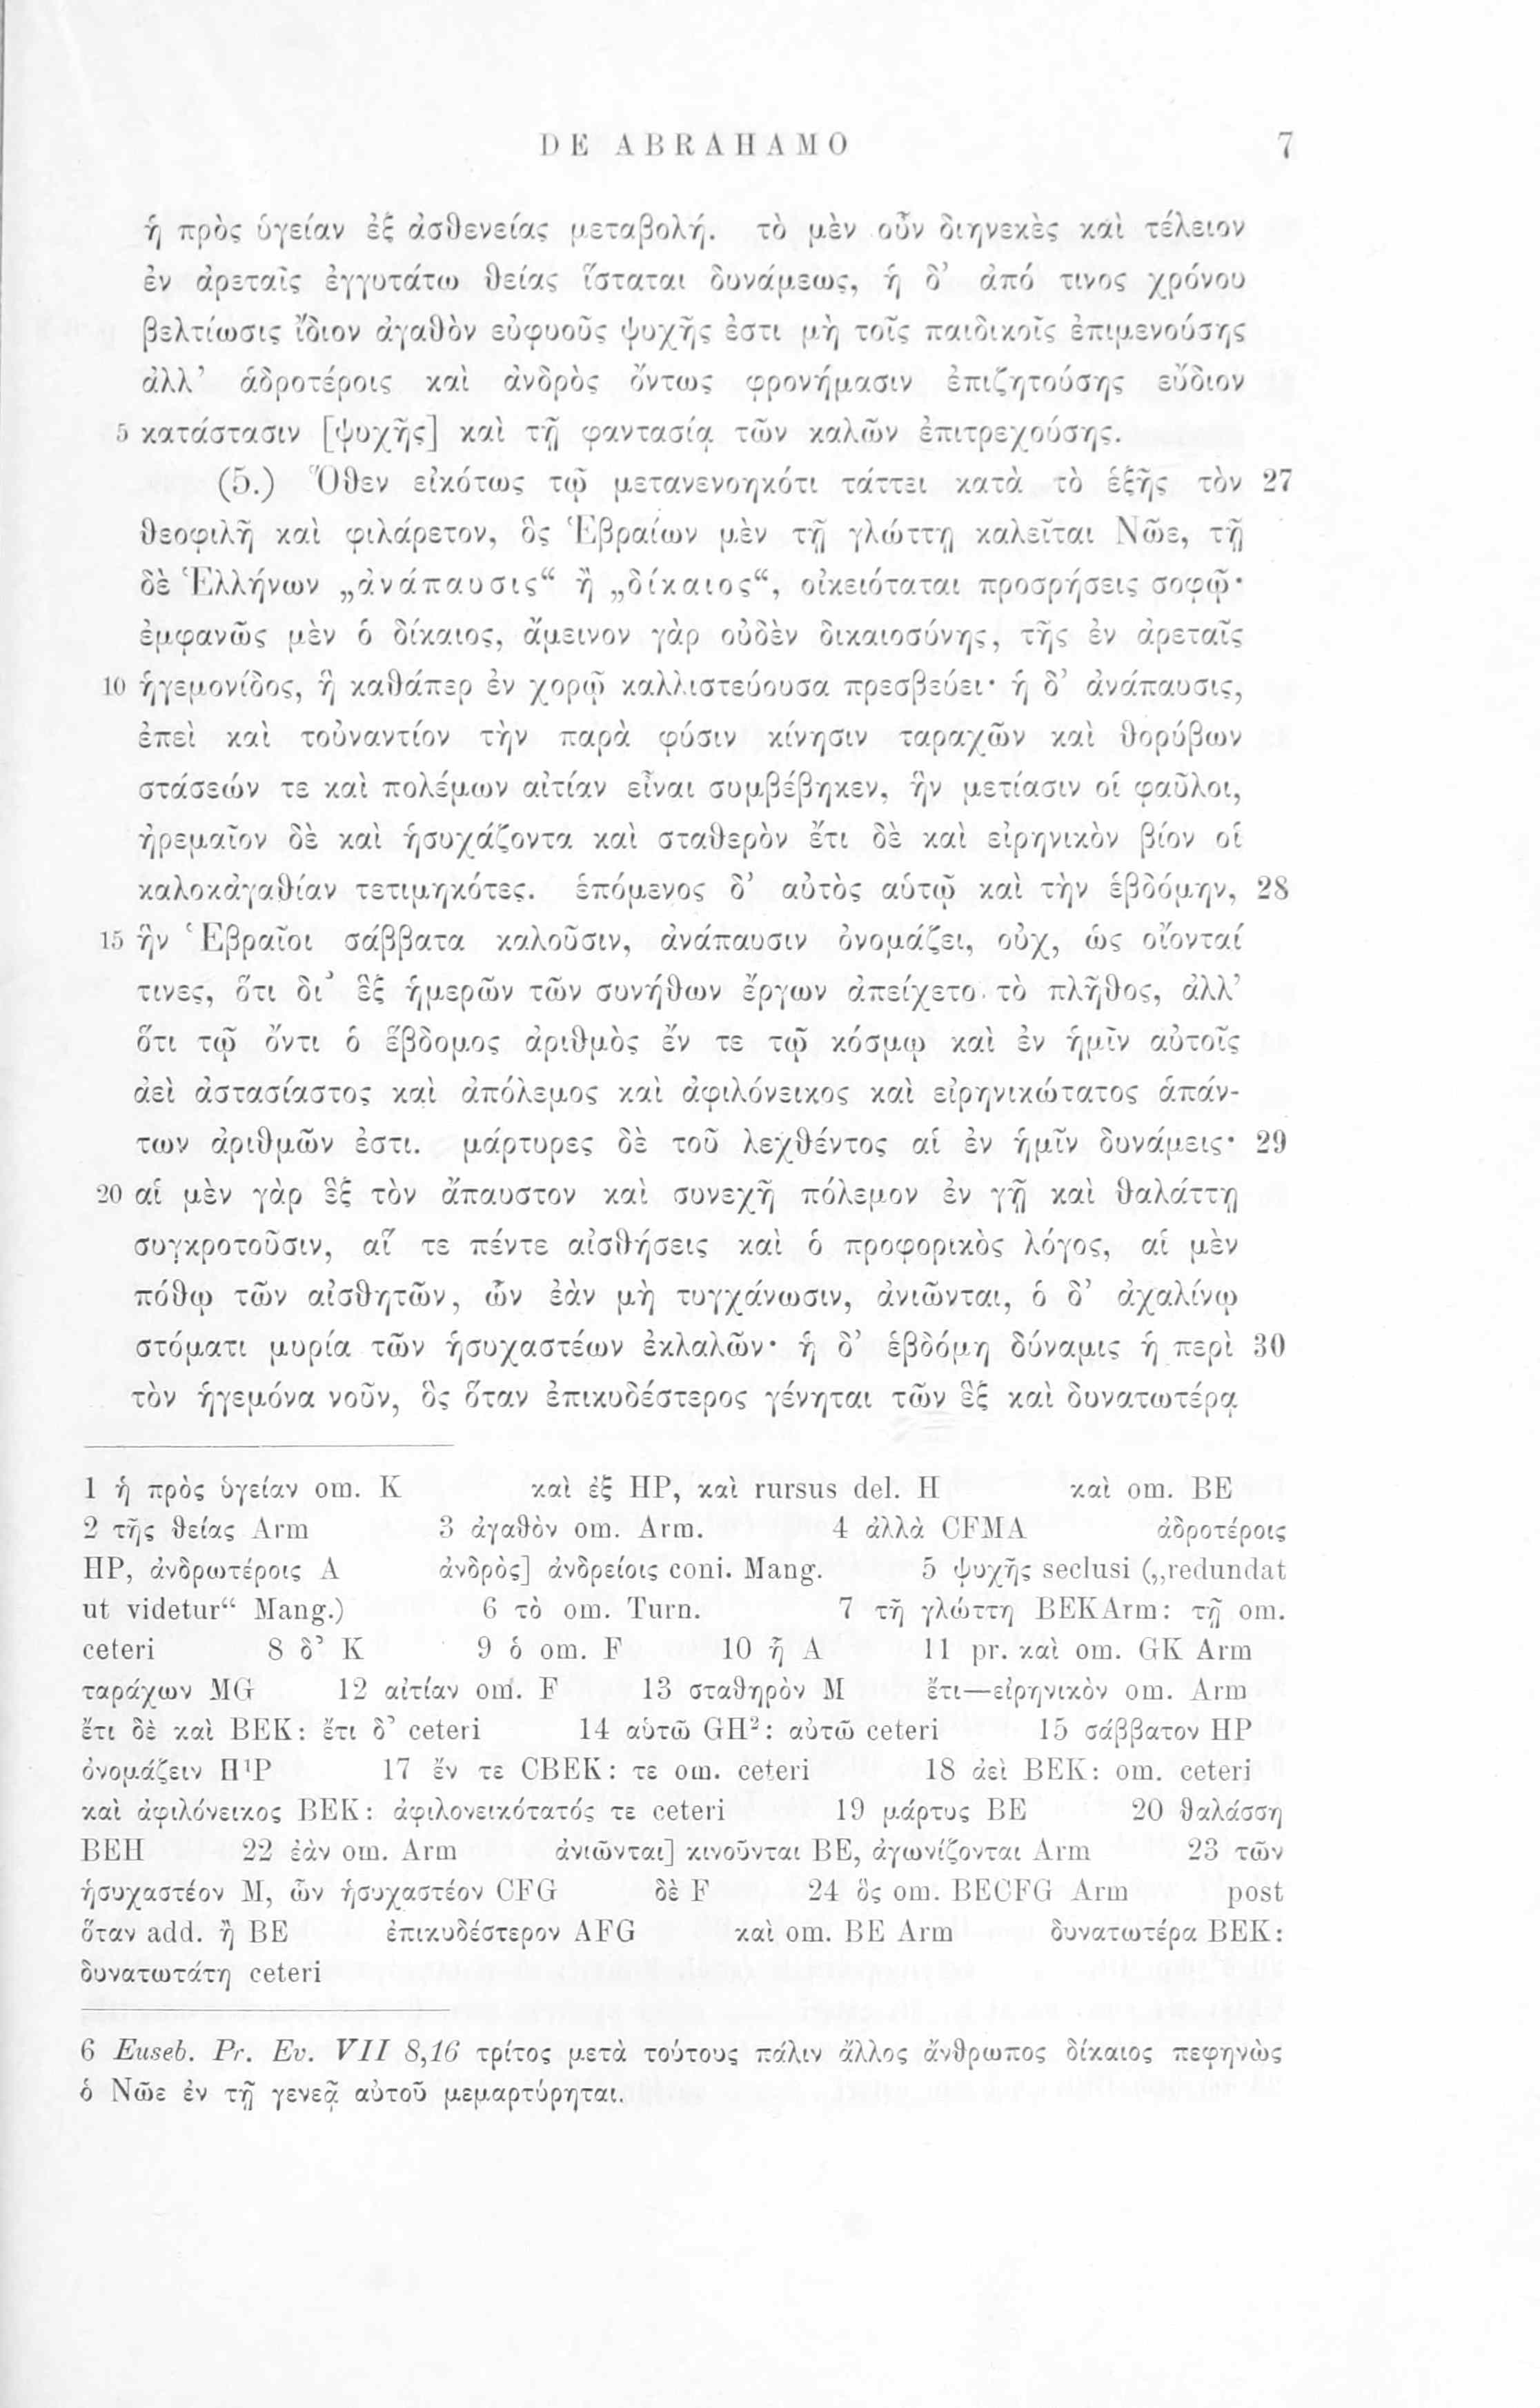 DE ABRAHAMO 7
ἡ πρὸς ὑγείαν ἐξ ἀσθενείας μεταβολή. τὸ μὲν οὖν διηνεκὲς καὶ τέλειον
ἐν ἀρεταῖς ἐγγυτάτω θείας ἵσταται δυνάμεως, ἡ δ’ ἀπό τινος χρόνου
βελτίωσις ἴδιον ἀγαθὸν εὐφυοῦς ψυχῆς ἐστι μὴ τοῖς παιδικοῖς ἐπιμενούσης
ἀλλ’ ἁδροτέροις καὶ ἀνδρὸς ὄντως φρονήμασιν ἐπιζητούσης εὔδιον
5 κατάστασιν [ψυχῆς] καὶ τῇ φαντασίᾳ τῶν καλῶν ἐπιτρεχούσης.
(5.) Ὅθεν εἰκότως τῷ μετανενοηκότι τάττει κατὰ τὸ ἑξῆς τὸν 27
θεοφιλῆ καὶ φιλάρετον, ὃς Ἑβραίων μὲν τῇ γλώττῃ καλεῖται Νῶε, τῇ
δὲ Ἑλλήνων „ἀνάπαυσις“ ἢ „δίκαιος“, οἰκειόταται προσρήσεις σοφῷ·
ἐμφανῶς μὲν ὁ δίκαιος, ἄμεινον γὰρ οὐδὲν δικαιοσύνης, τῆς ἐν ἀρεταῖς
10 ἡγεμονίδος, ἣ καθάπερ ἐν χορῷ καλλιστεύουσα πρεσβεύει· ἡ δ’ ἀνάπαυσις,
ἐπεὶ καὶ τοὐναντίον τὴν παρὰ φύσιν κίνησιν ταραχῶν καὶ θορύβων
στάσεών τε καὶ πολέμων αἰτίαν εἶναι συμβέβηκεν, ἣν μετίασιν οἱ φαῦλοι,
ἠρεμαῖον δὲ καὶ ἡσυχάζοντα καὶ σταθερὸν ἔτι δὲ καὶ εἰρηνικὸν βίον οἱ
καλοκἀγαθίαν τετιμηκότες. ἑπόμενος δ’ αὐτὸς αὑτῷ καὶ τὴν ἑβδόμην, 28
15 ἣν Ἑβραῖοι σάββατα καλοῦσιν, ἀνάπαυσιν ὀνομάζει, οὐχ, ὡς οἴονταί
τινες, ὅτι δι’ ἓξ ἡμερῶν τῶν συνήθων ἔργων ἀπείχετο τὸ πλῆθος, ἀλλ’
ὅτι τῷ ὄντι ὁ ἕβδομος ἀριθμὸς ἔν τε τῷ κόσμῳ καὶ ἐν ἡμῖν αὐτοῖς
ἀεὶ ἀστασίαστος καὶ ἀπόλεμος καὶ ἀφιλόνεικος καὶ εἰρηνικώτατος ἁπάν-
των ἀριθμῶν ἐστι. μάρτυρες δὲ τοῦ λεχθέντος αἱ ἐν ἡμῖν δυνάμεις· 29
20 αἱ μὲν γὰρ ἓξ τὸν ἄπαυστον καὶ συνεχῆ πόλεμον ἐν γῇ καὶ θαλάττῃ
συγκροτοῦσιν, αἵ τε πέντε αἰσθήσεις καὶ ὁ προφορικὸς λόγος, αἱ μὲν
πόθῳ τῶν αἰσθητῶν, ὧν ἐὰν μὴ τυγχάνωσιν, ἀνιῶνται, ὁ δ’ ἀχαλίνῳ
στόματι μυρία τῶν ἡσυχαστέων ἐκλαλῶν· ἡ δ’ ἑβδόμη δύναμις ἡ περὶ 30
τὸν ἡγεμόνα νοῦν, ὃς ὅταν ἐπικυδέστερος γένηται τῶν ἓξ καὶ δυνατωτέρᾳ
1 ἡ πρὸς ὑγείαν om. K καὶ ἐξ HP, καὶ rursus del. H καὶ om. BE
2 τῆς θείας Arm 3 ἀγαθὸν om. Arm. 4 ἀλλὰ CFMA ἀδροτέροις
HP, ἀνδρωτέροις A ἀνδρὸς] ἀνδρείοις coni. Mang. 5 ψυχῆς seclusi („redundat
ut videtur“ Mang.) 6 τὸ om. Turn. 7 τῇ γλώττῃ BEKArm: τῇ om.
ceteri 8 δ’ K 9 ὁ om. F 10 ᾗ A 11 pr. καὶ om. GK Arm
ταράχων MG 12 αἰτίαν om. F 13 σταθηρὸν M ἔτι—εἰρηνικὸν om. Arm
ἔτι δὲ καὶ BEK: ἔτι δ’ ceteri 14 αὑτῶ GH²: αὐτῶ ceteri 15 σάββατον HP
ὀνομάζειν H¹P 17 ἔν τε CBEK: τε om. ceteri 18 ἀεὶ BEK: om. ceteri
καὶ ἀφιλόνεικος BEK: ἀφιλονεικότατός τε ceteri 19 μάρτυς BE 20 θαλάσσῃ
BEH 22 ἐὰν om. Arm ἀνιῶνται] κινοῦνται BE, ἀγωνίζονται Arm 23 τῶν
ἡσυχαστέον M, ὧν ἡσυχαστέον CFG δὲ F 24 ὃς om. BECFG Arm post
ὅταν add. ἢ BE ἐπικυδέστερον AFG καὶ om. BE Arm δυνατωτέρα BEK:
δυνατωτάτη ceteri
6 Euseb. Pr. Ev. VII 8,16 τρίτος μετὰ τούτους πάλιν ἄλλος ἄνθρωπος δίκαιος πεφηνὼς
ὁ Νῶε ἐν τῇ γενεᾷ αὐτοῦ μεμαρτύρηται.